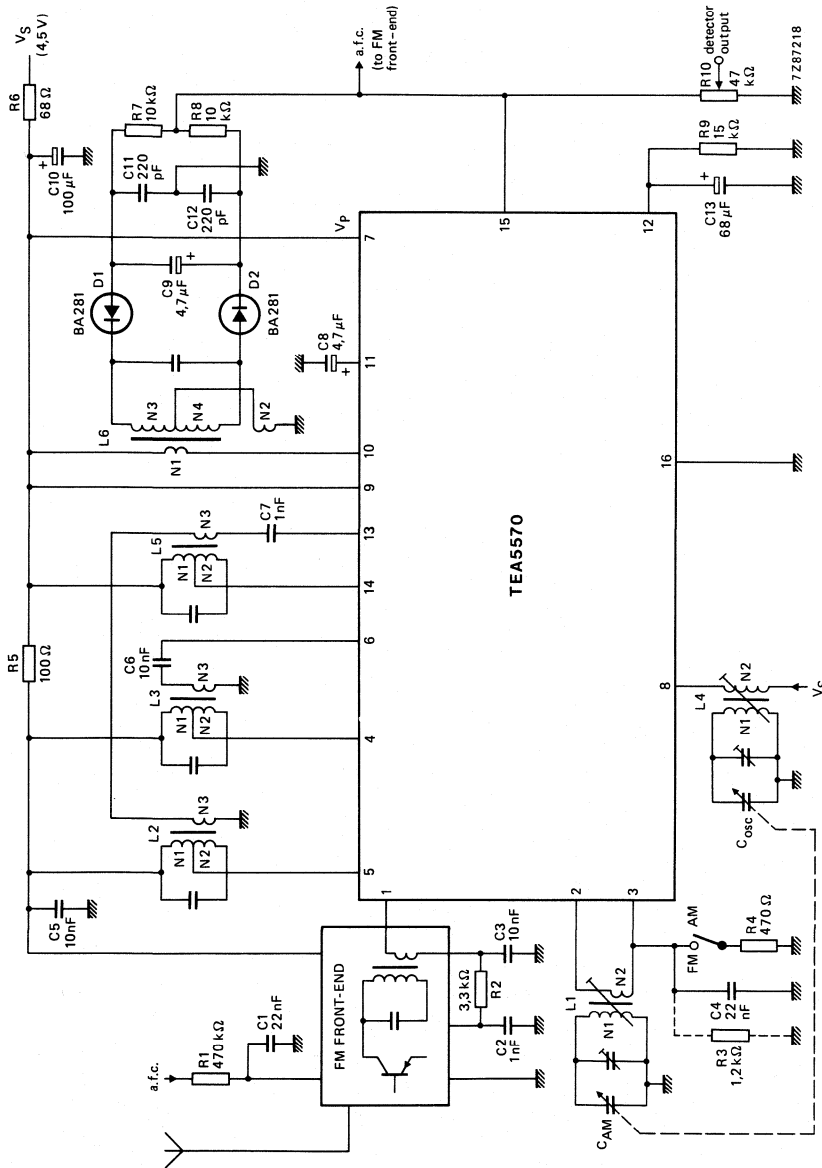 V_S
(4,5 V)
R6
68 Ω
C10
100 μF
+
R5
100 Ω
C5
10nF
a.f.c.
R1
470 kΩ
C1
22 nF
FM FRONT-END
3,3 kΩ
R2
C2
1nF
C3
10nF
L2
N1
N2
N3
L3
N1
N2
N3
C6
10 nF
L5
N1
N2
N3
C7
1nF
L6
N1
N3
N4
N2
C8
4,7 μF
+
D1
BA281
D2
BA281
C9
4,7 μF
+
C11
220
pF
C12
220
pF
R7
10 kΩ
R8
10
kΩ
a.f.c.
(to FM
front-end)
V_P
1
5
4
6
14
13
9
10
11
7
TEA5570
2
3
8
16
12
15
L1
N1
N2
C_AM
FM
AM
R4
470 Ω
C4
22
nF
R3
1,2 kΩ
C_osc
L4
N1
N2
V_S
C13
68 μF
+
R9
15
kΩ
R10
47
kΩ
detector
output
7Z87218